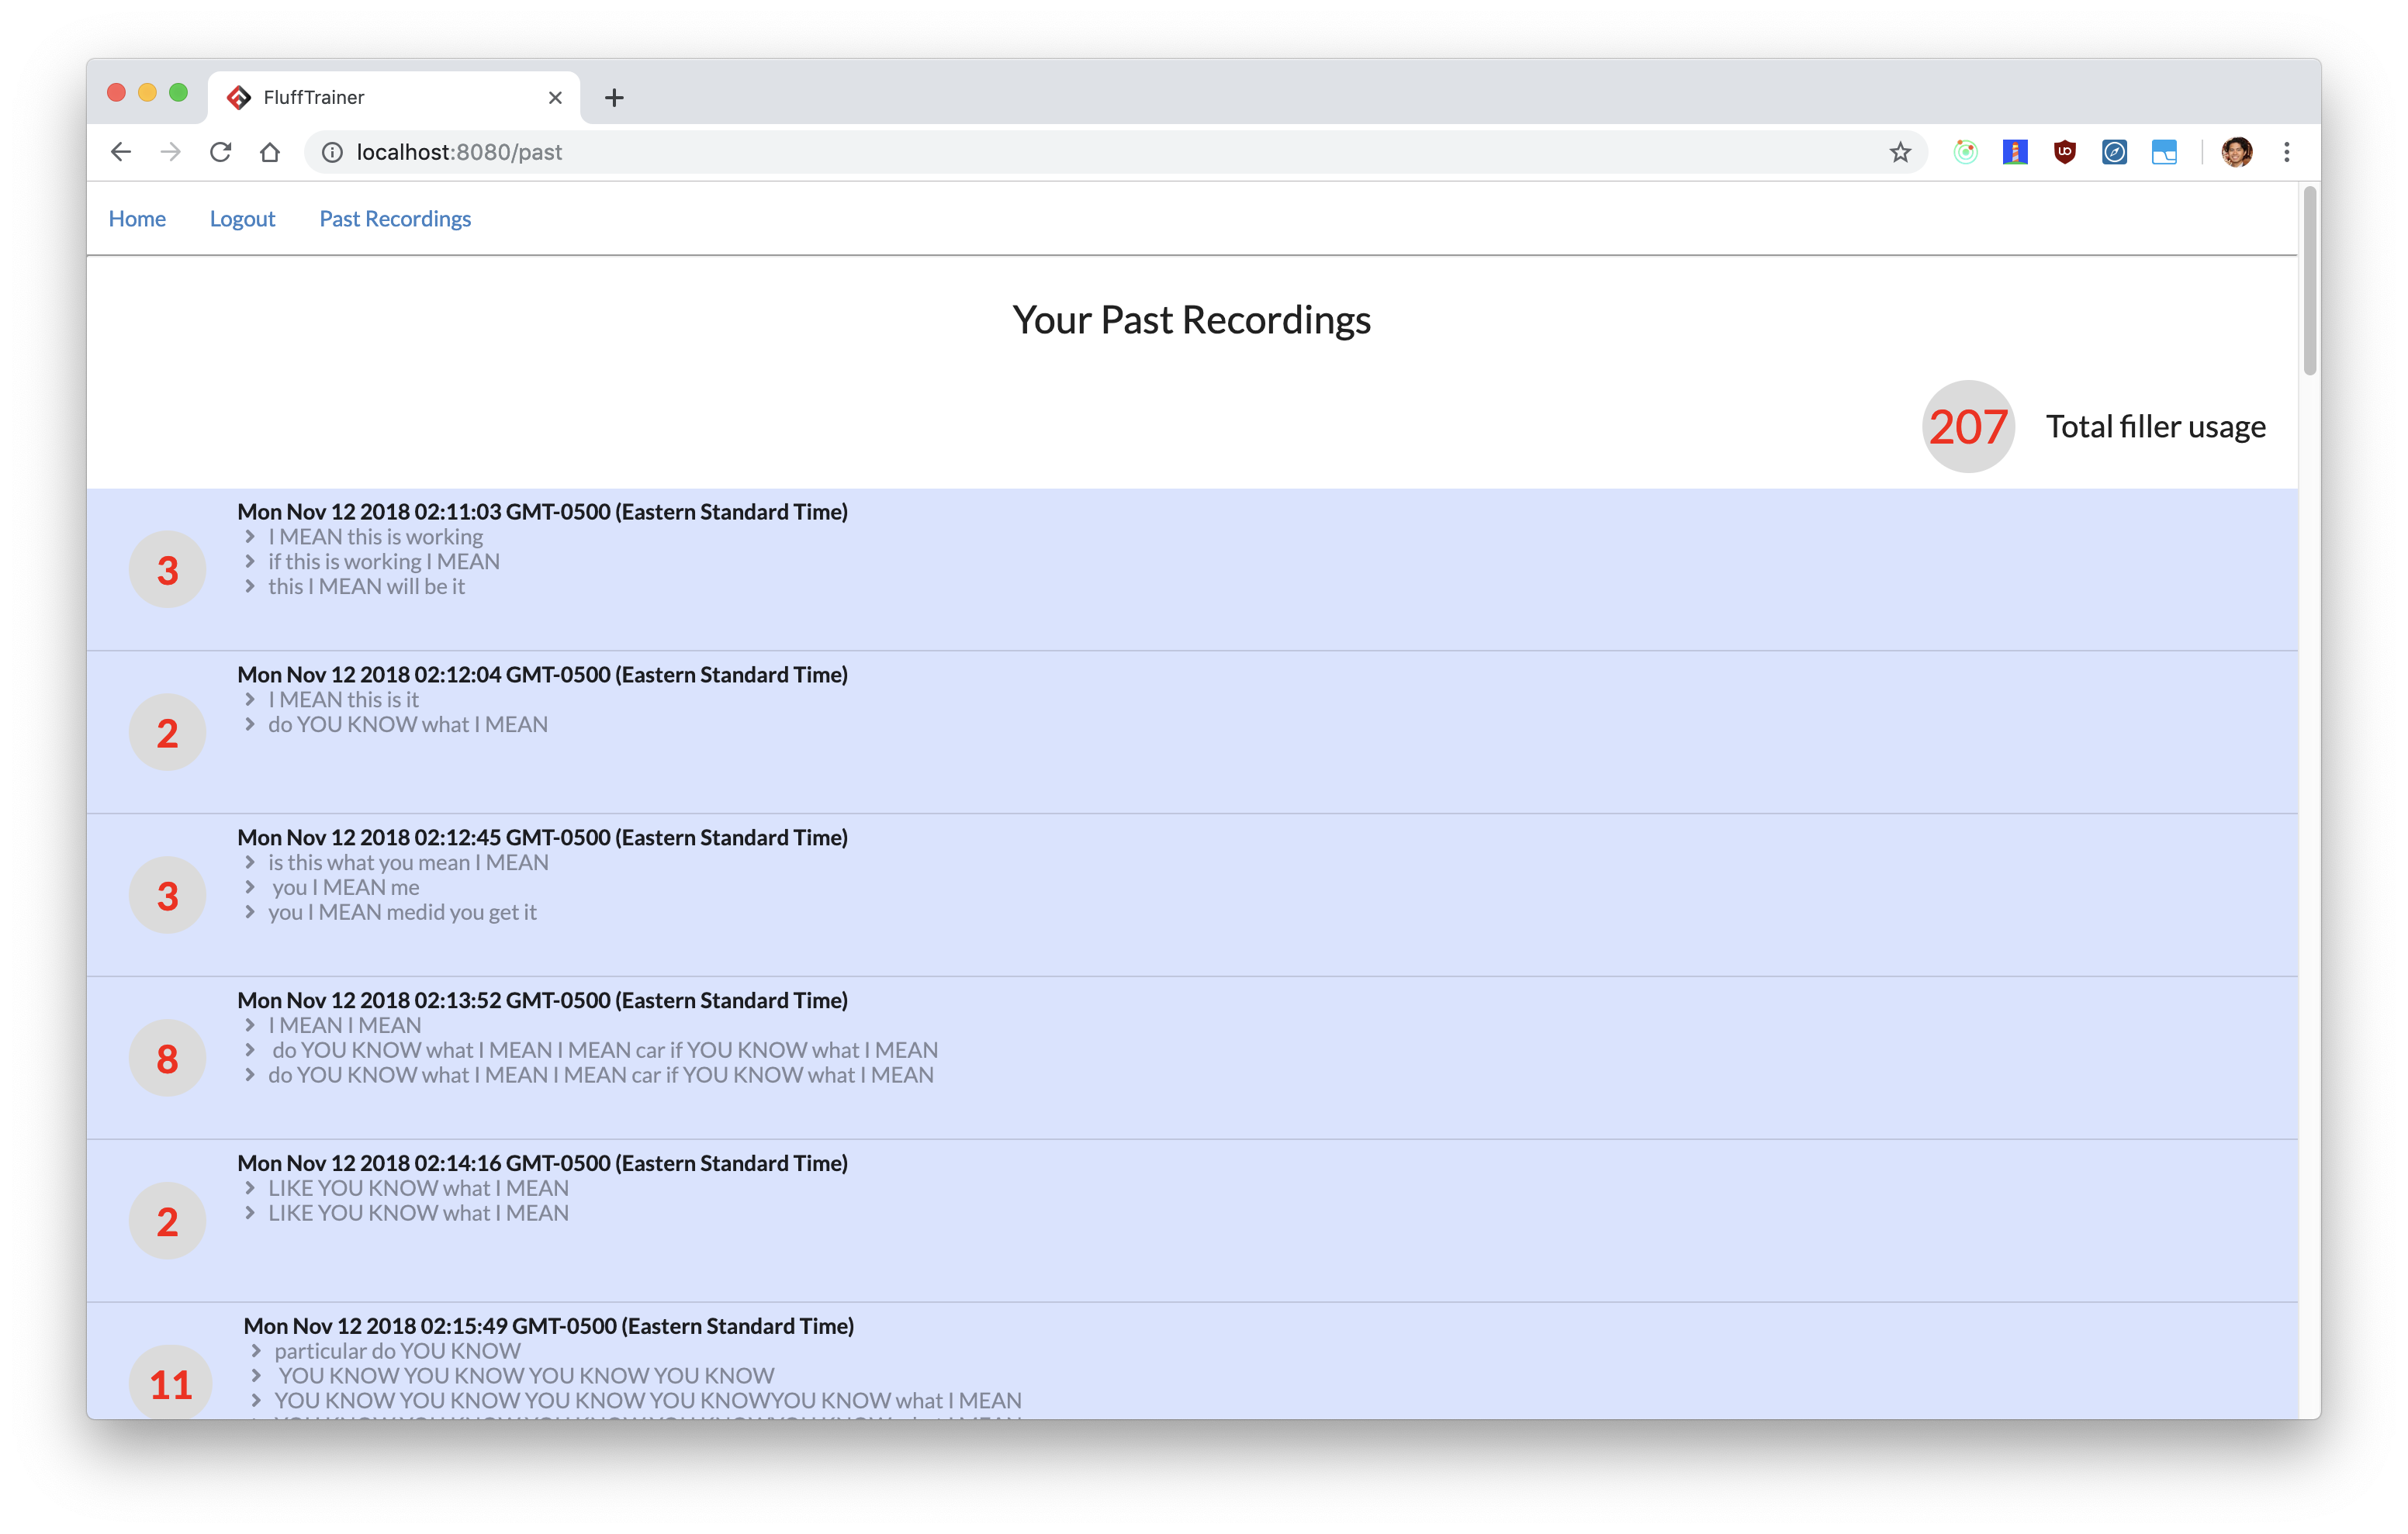 FluffTrainer
localhost:8080/past
Home Logout Past Recordings
Your Past Recordings
207 Total filler usage
Mon Nov 12 2018 02:11:03 GMT-0500 (Eastern Standard Time)
I MEAN this is working
3
if this is working I MEAN
this I MEAN will be it
Mon Nov 12 2018 02:12:04 GMT-0500 (Eastern Standard Time)
I MEAN this is it
2
do YOU KNOW what I MEAN
Mon Nov 12 2018 02:12:45 GMT-0500 (Eastern Standard Time)
is this what you mean I MEAN
3
you I MEAN me
you I MEAN medid you get it
Mon Nov 12 2018 02:13:52 GMT-0500 (Eastern Standard Time)
I MEAN I MEAN
8
do YOU KNOW what I MEAN I MEAN car if YOU KNOW what I MEAN
do YOU KNOW what I MEAN I MEAN car if YOU KNOW what I MEAN
Mon Nov 12 2018 02:14:16 GMT-0500 (Eastern Standard Time)
LIKE YOU KNOW what I MEAN
2
LIKE YOU KNOW what I MEAN
Mon Nov 12 2018 02:15:49 GMT-0500 (Eastern Standard Time)
particular do YOU KNOW
11
YOU KNOW YOU KNOW YOU KNOW YOU KNOW
YOU KNOW YOU KNOW YOU KNOW YOU KNOWYOU KNOW what I MEAN